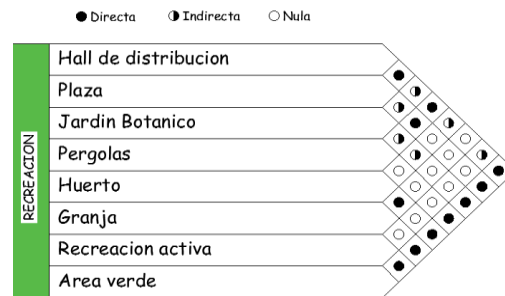 Directa Indirecta Nula
Hall de distribucion
Plaza
Jardin Botanico
Pergolas
Huerto
Granja
Recreacion activa
Area verde
RECREACION